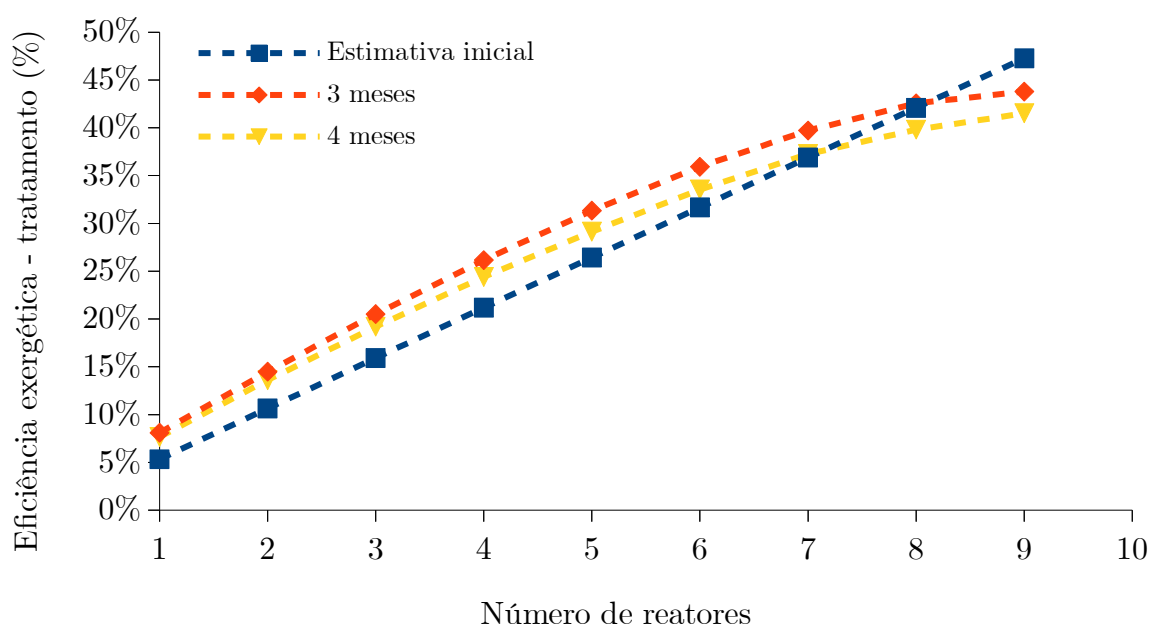 Eficiência exergética - tratamento (%)
50%
45%
40%
35%
30%
25%
20%
15%
10%
5%
0%
Estimativa inicial
3 meses
4 meses
1 2 3 4 5 6 7 8 9 10
Número de reatores